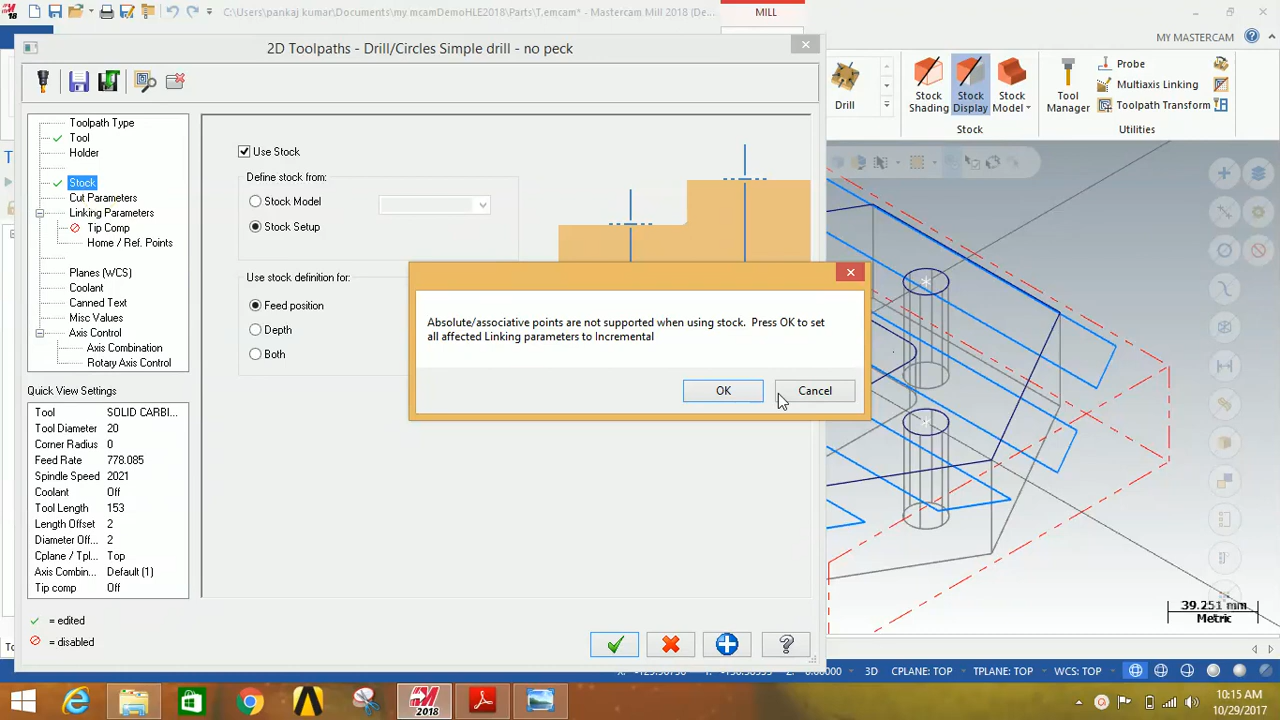 C:\Users\pankaj kumar\Documents\my mcamDemoHLE2018\Parts\T,emcam* - Mastercam Mill 2018 (De...
MILL
18
MY MASTERCAM
2D Toolpaths - Drill/Circles Simple drill - no peck
Drill
Stock Shading
Stock Display
Stock Model
Stock
Tool Manager
Probe
Multiaxis Linking
Toolpath Transform
Utilities
Toolpath Type
Tool
Holder
Stock
Cut Parameters
Linking Parameters
Tip Comp
Home / Ref. Points
Planes (WCS)
Coolant
Canned Text
Misc Values
Axis Control
Axis Combination
Rotary Axis Control
Use Stock
Define stock from:
Stock Model
Stock Setup
Use stock definition for:
Feed position
Depth
Both
Absolute/associative points are not supported when using stock. Press OK to set
all affected Linking parameters to Incremental
OK
Cancel
Quick View Settings
Tool SOLID CARBI...
Tool Diameter 20
Corner Radius 0
Feed Rate 778.085
Spindle Speed 2021
Coolant Off
Tool Length 153
Length Offset 2
Diameter Off... 2
Cplane / Tpl... Top
Axis Combin... Default (1)
Tip comp Off
= edited
= disabled
39.251 mm
Metric
3D CPLANE: TOP TPLANE: TOP WCS: TOP
2018
10:15 AM
10/29/2017